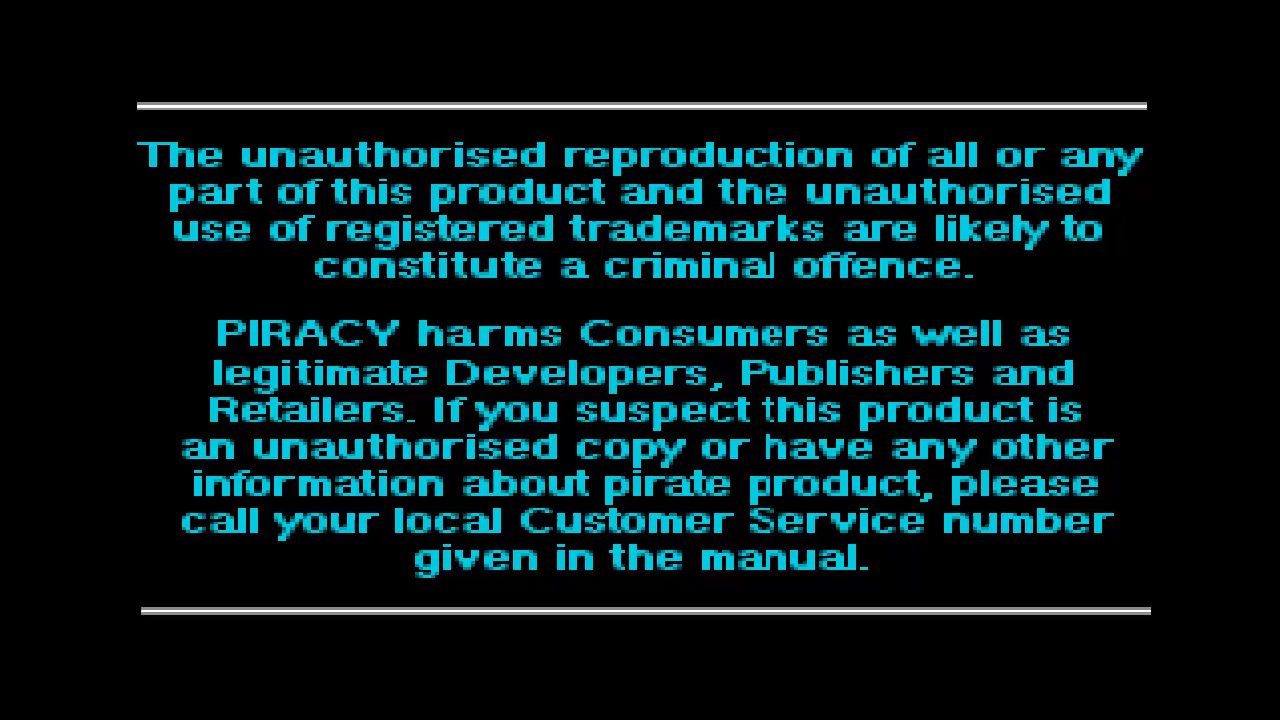 The unauthorised reproduction of all or any
part of this product and the unauthorised
use of registered trademarks are likely to
constitute a criminal offence.
PIRACY harms Consumers as well as
legitimate Developers, Publishers and
Retailers. If you suspect this product is
an unauthorised copy or have any other
information about pirate product, please
call your local Customer Service number
given in the manual.